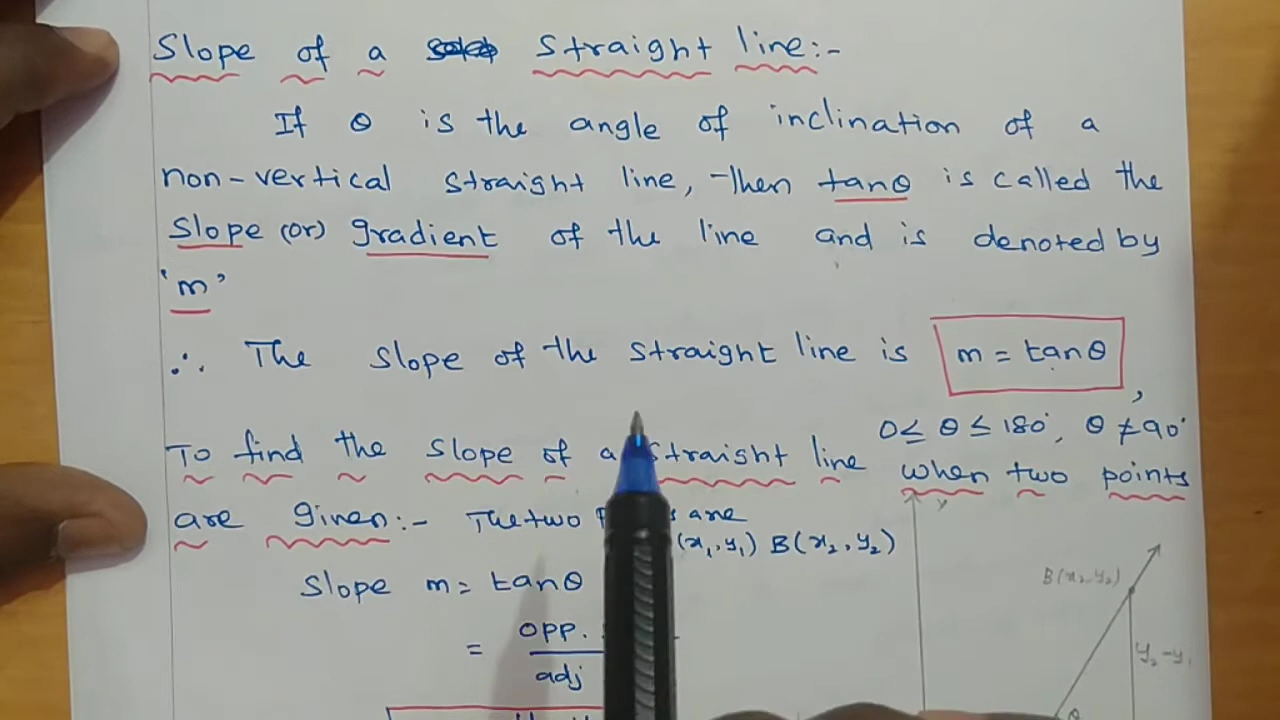 Slope of a straight line:-
If θ is the angle of inclination of a
non-vertical straight line, then tanθ is called the
slope (or) gradient of the line and is denoted by
'm'
∴ The slope of the straight line is m = tanθ,
0≤ θ ≤ 180°, θ ≠ 90°
To find the slope of a straight line when two points
are given:- The two are
(x₁, y₁) B(x₂, y₂)
Slope m = tanθ
= opp.
adj
y
B(x₂, y₂)
y₂ - y₁
θ